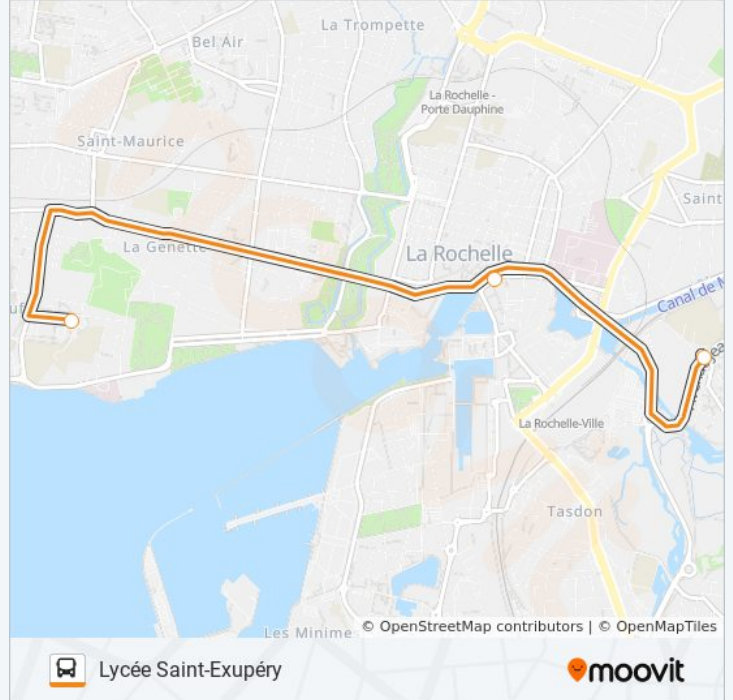 La Trompette
Bel Air
La Rochelle -
Porte Dauphine
Saint-Maurice
Saint
La Genette
La Rochelle
Canal de
La Rochelle-Ville
Tasdon
Les Minime
© OpenStreetMap contributors | © OpenMapTiles
Lycée Saint-Exupéry
moovit